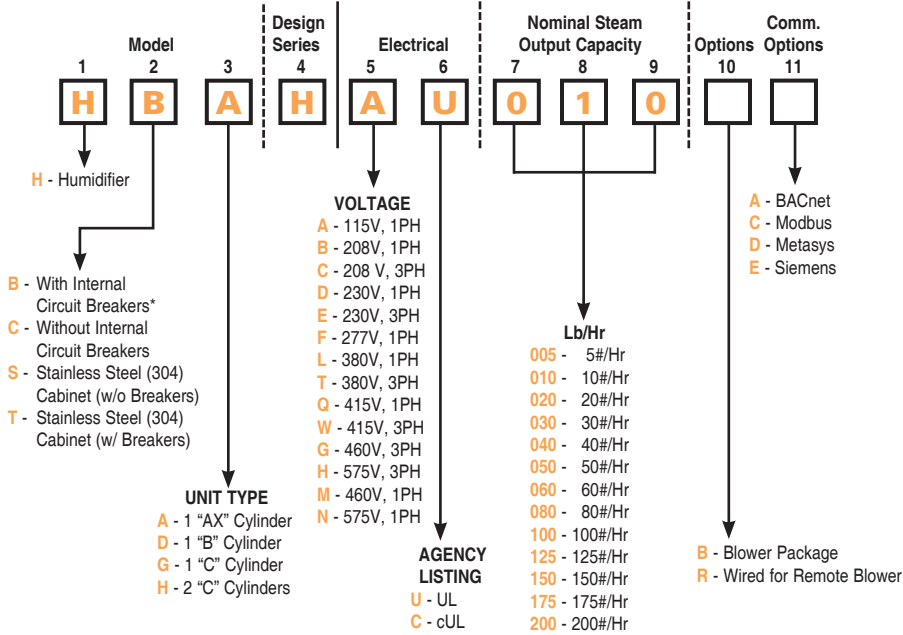 Model
Design
Series
Electrical
Nominal Steam
Output Capacity
Options
Comm.
Options
1 2 3 4 5 6 7 8 9 10 11
H B A H A U 0 1 0
H - Humidifier
B - With Internal
Circuit Breakers*
C - Without Internal
Circuit Breakers
S - Stainless Steel (304)
Cabinet (w/o Breakers)
T - Stainless Steel (304)
Cabinet (w/ Breakers)
UNIT TYPE
A - 1 “AX” Cylinder
D - 1 “B” Cylinder
G - 1 “C” Cylinder
H - 2 “C” Cylinders
VOLTAGE
A - 115V, 1PH
B - 208V, 1PH
C - 208 V, 3PH
D - 230V, 1PH
E - 230V, 3PH
F - 277V, 1PH
L - 380V, 1PH
T - 380V, 3PH
Q - 415V, 1PH
W - 415V, 3PH
G - 460V, 3PH
H - 575V, 3PH
M - 460V, 1PH
N - 575V, 1PH
AGENCY
LISTING
U - UL
C - cUL
Lb/Hr
005 - 5#/Hr
010 - 10#/Hr
020 - 20#/Hr
030 - 30#/Hr
040 - 40#/Hr
050 - 50#/Hr
060 - 60#/Hr
080 - 80#/Hr
100 - 100#/Hr
125 - 125#/Hr
150 - 150#/Hr
175 - 175#/Hr
200 - 200#/Hr
B - Blower Package
R - Wired for Remote Blower
A - BACnet
C - Modbus
D - Metasys
E - Siemens